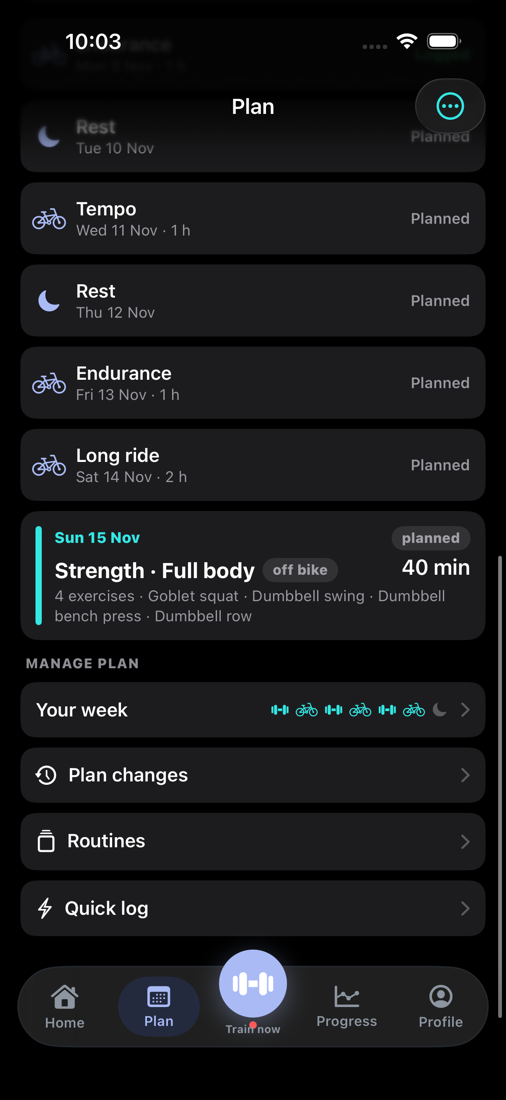 10:03
Plan
Rest
Tue 10 Nov
Planned
Tempo
Wed 11 Nov · 1 h
Planned
Rest
Thu 12 Nov
Planned
Endurance
Fri 13 Nov · 1 h
Planned
Long ride
Sat 14 Nov · 2 h
Planned
Sun 15 Nov
planned
Strength · Full body
off bike
40 min
4 exercises · Goblet squat · Dumbbell swing · Dumbbell
bench press · Dumbbell row
MANAGE PLAN
Your week
Plan changes
Routines
Quick log
Home
Plan
Train now
Progress
Profile